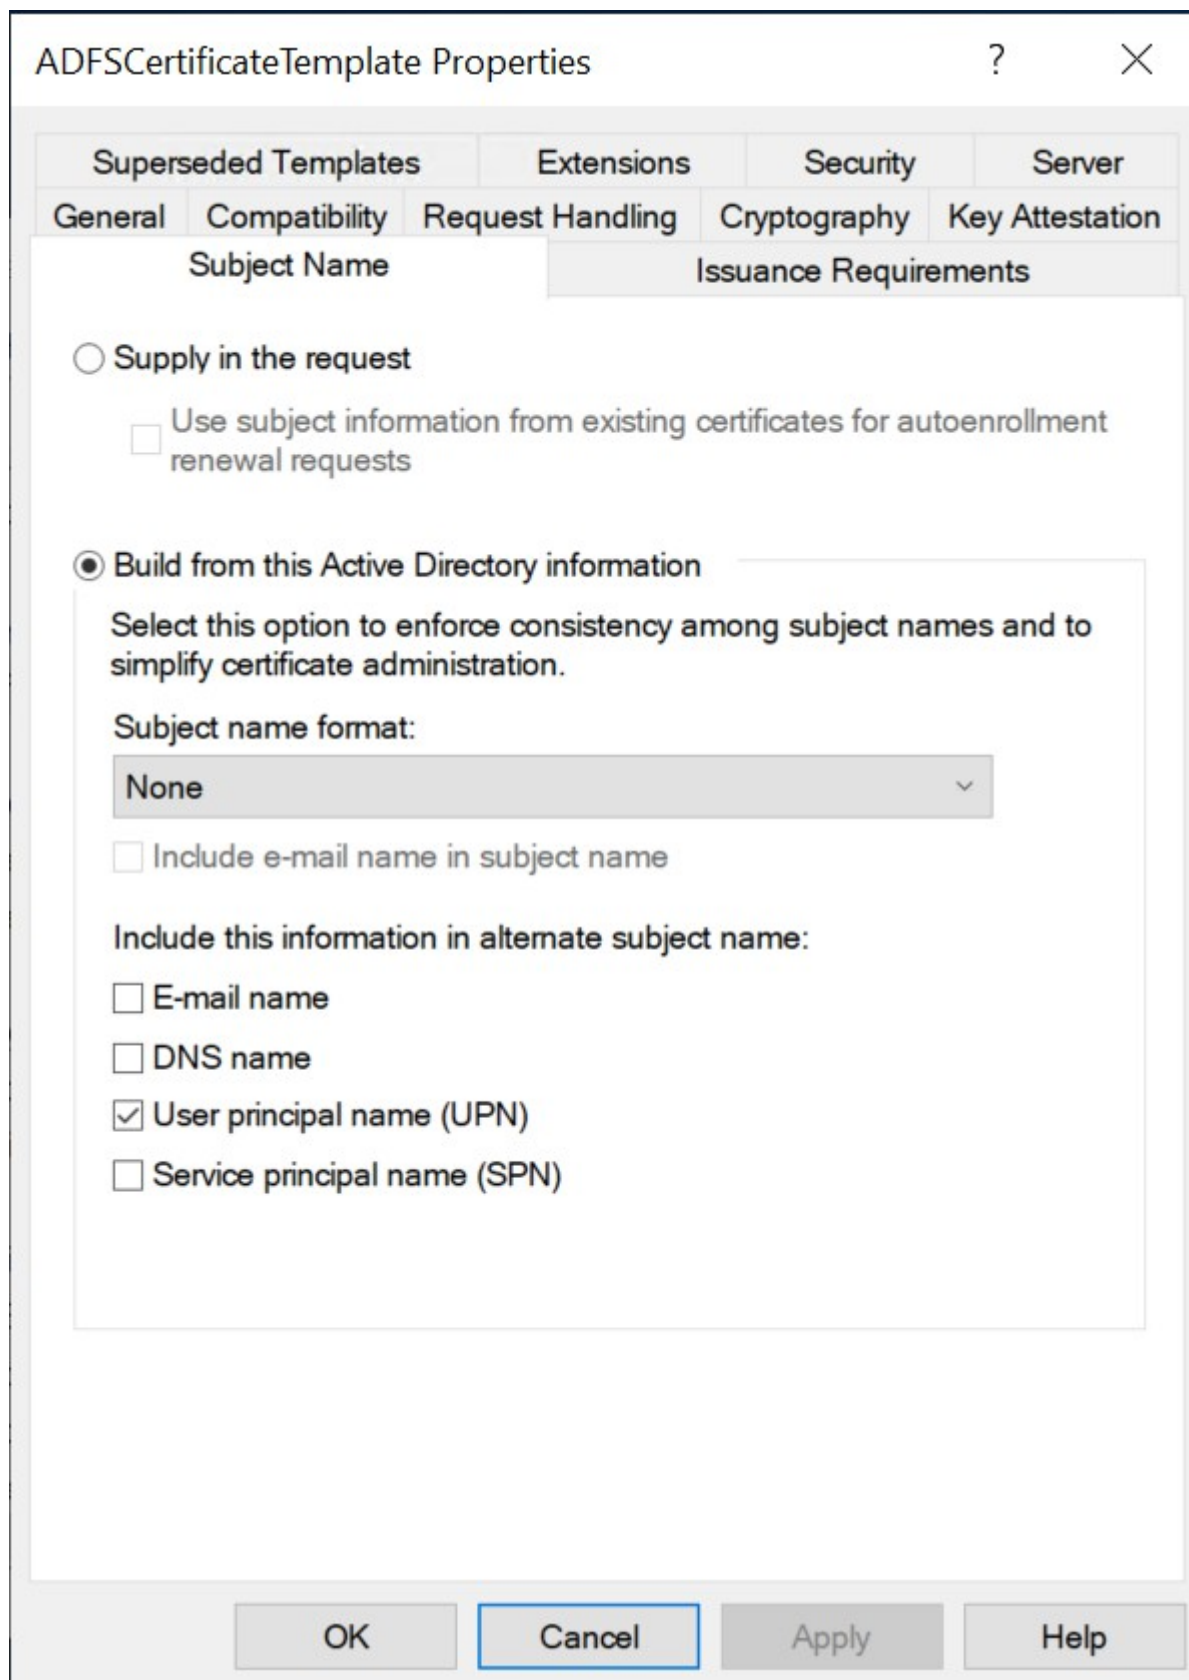 ADFSCertificateTemplate Properties
?
Superseded Templates
Extensions
Security
Server
General
Compatibility
Request Handling
Cryptography
Key Attestation
Subject Name
Issuance Requirements
Supply in the request
Use subject information from existing certificates for autoenrollment
renewal requests
Build from this Active Directory information
Select this option to enforce consistency among subject names and to
simplify certificate administration.
Subject name format:
None
Include e-mail name in subject name
Include this information in alternate subject name:
E-mail name
DNS name
User principal name (UPN)
Service principal name (SPN)
OK
Cancel
Apply
Help